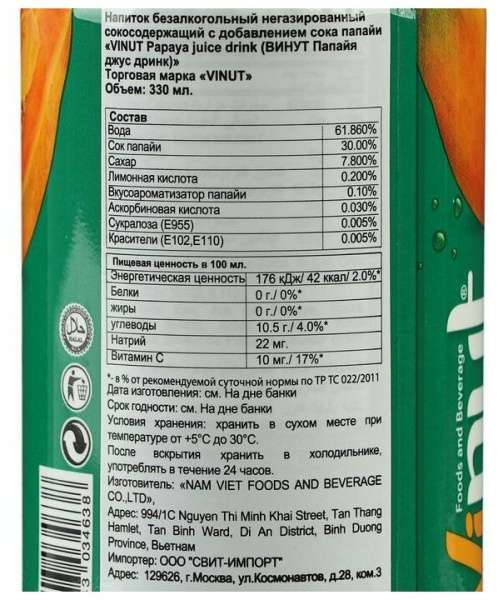 Напиток безалкогольный негазированный
сокосодержащий с добавлением сока папайи
«VINUT Papaya juice drink (ВИНУТ Папайя
джус дринк)»
Торговая марка «VINUT»
Объем: 330 мл.
Состав
Вода 61.860%
Сок папайи 30.00%
Сахар 7.800%
Лимонная кислота 0.200%
Вкусоароматизатор папайи 0.10%
Аскорбиновая кислота 0.030%
Сукралоза (Е955) 0.005%
Красители (Е102,Е110) 0.005%
Пищевая ценность в 100 мл.
Энергетическая ценность 176 кДж/ 42 ккал/ 2.0%*
Белки 0 г./ 0%*
жиры 0 г./ 0%*
углеводы 10.5 г./ 4.0%*
Натрий 22 мг.
Витамин С 10 мг./ 17%*
*- в % от рекомендуемой суточной нормы по ТР ТС 022/2011
Дата изготовления: см. На дне банки
Срок годности: см. На дне банки
Условия хранения: хранить в сухом месте при
температуре от +5°С до 30°С.
После вскрытия хранить в холодильнике,
употреблять в течение 24 часов.
Изготовитель: «NAM VIET FOODS AND BEVERAGE
CO.,LTD»,
Адрес: 994/1C Nguyen Thi Minh Khai Street, Tan Thang
Hamlet, Tan Binh Ward, Di An District, Binh Duong
Province, Вьетнам
Импортер: ООО "СВИТ-ИМПОРТ"
Адрес: 129626, г.Москва, ул.Космонавтов, д.28, ком.3
HALAL
034638
Vinut®
Foods and Beverage